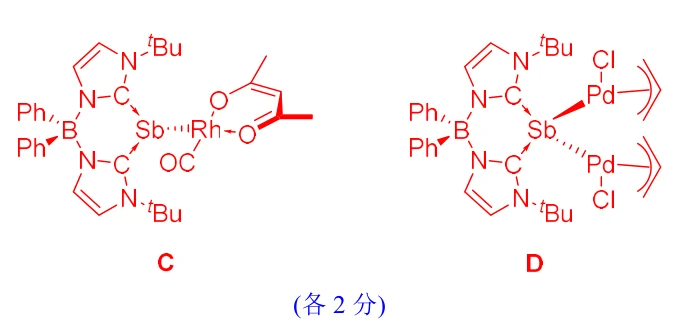 tBu tBu
N N Cl
N C O N C Pd
Ph Ph
B Sb Rh B Sb
Ph O Ph
N C OC N C Pd
N N Cl
tBu tBu
C D
(各 2 分)